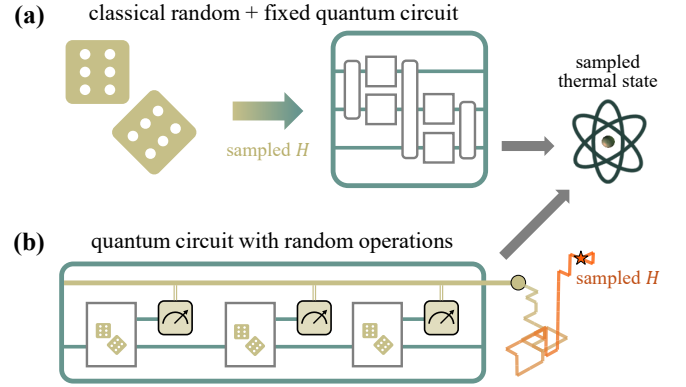 (a) classical random + fixed quantum circuit
sampled H
sampled
thermal state
(b) quantum circuit with random operations
sampled H